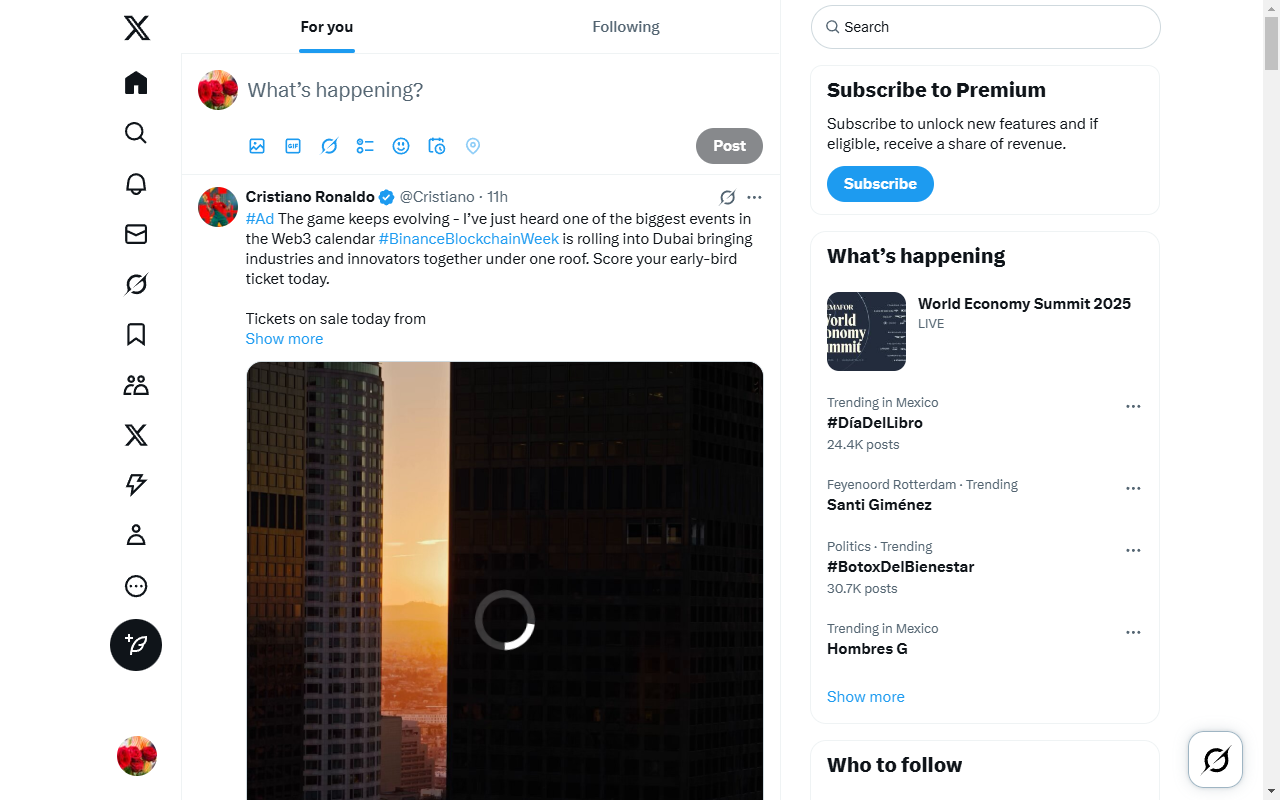 For you
Following
What's happening?
GIF
Post
Cristiano Ronaldo @Cristiano · 11h
#Ad The game keeps evolving - I've just heard one of the biggest events in
the Web3 calendar #BinanceBlockchainWeek is rolling into Dubai bringing
industries and innovators together under one roof. Score your early-bird
ticket today.
Tickets on sale today from
Show more
Search
Subscribe to Premium
Subscribe to unlock new features and if
eligible, receive a share of revenue.
Subscribe
What's happening
World Economy Summit 2025
LIVE
Trending in Mexico
#DíaDelLibro
24.4K posts
Feyenoord Rotterdam · Trending
Santi Giménez
Politics · Trending
#BotoxDelBienestar
30.7K posts
Trending in Mexico
Hombres G
Show more
Who to follow